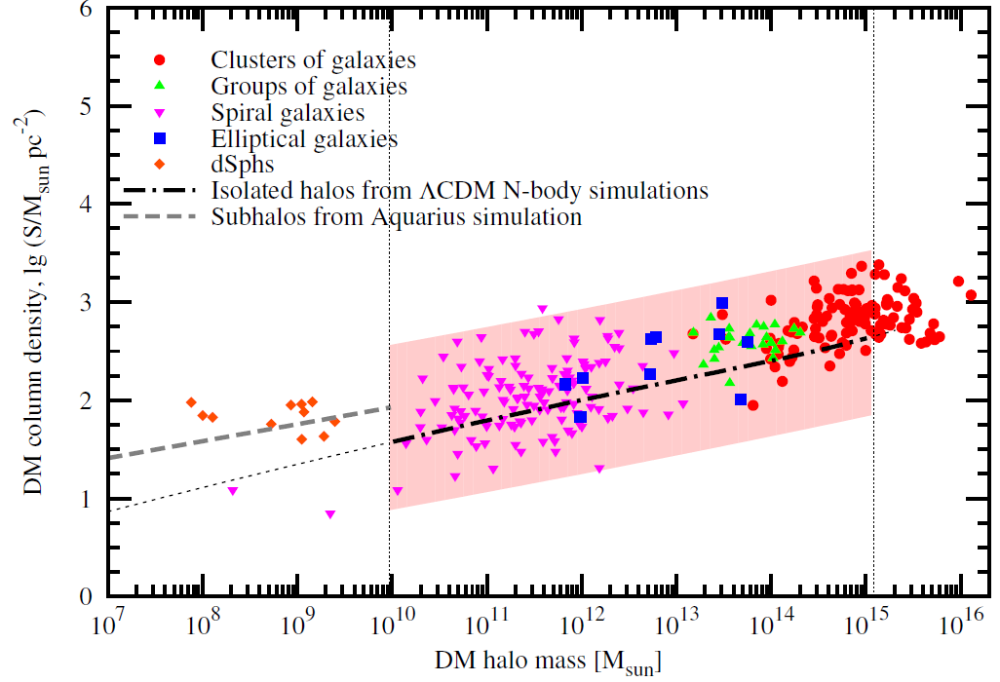 6
5
4
3
2
1
0
DM column density, lg (S/M_sun pc^-2)
Clusters of galaxies
Groups of galaxies
Spiral galaxies
Elliptical galaxies
dSphs
Isolated halos from ΛCDM N-body simulations
Subhalos from Aquarius simulation
10^7 10^8 10^9 10^10 10^11 10^12 10^13 10^14 10^15 10^16
DM halo mass [M_sun]